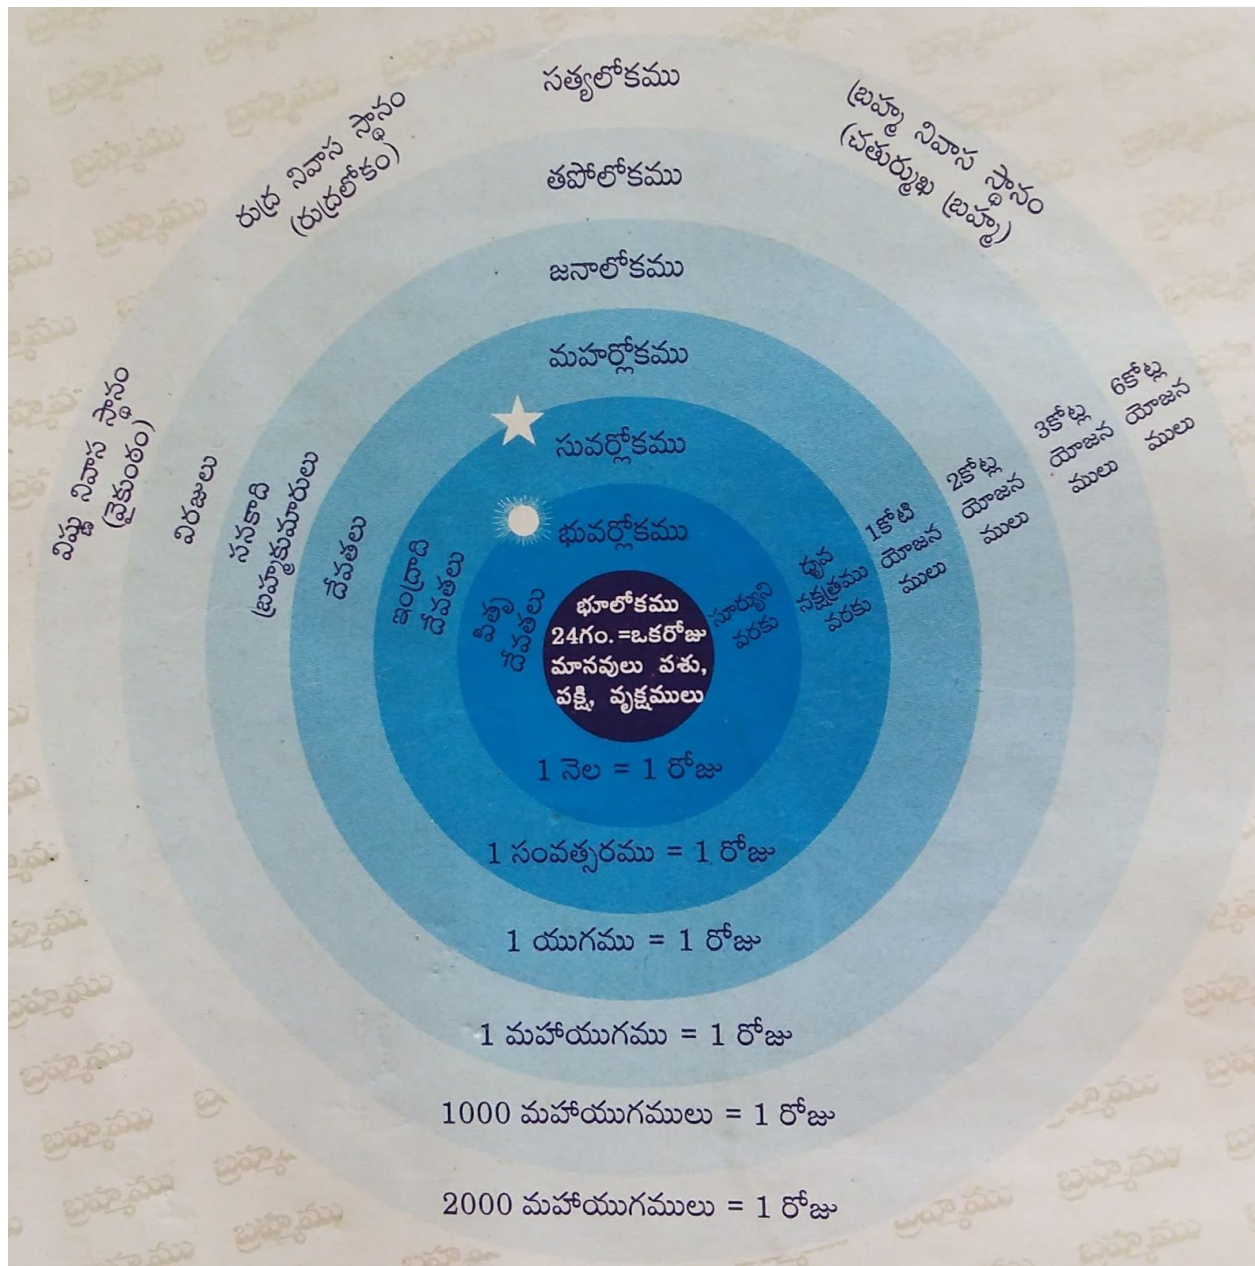 సత్యలోకము
బ్రహ్మ నివాస స్థానం
(చతుర్ముఖ బ్రహ్మ)
రుద్ర నివాస స్థానం
(రుద్రలోకం)
విష్ణు నివాస స్థానం
(వైకుంఠం)
6కోట్ల
యోజన
ములు
తపోలోకము
విరజులు
3కోట్ల
యోజన
ములు
జనాలోకము
సనకాది
బ్రహ్మకుమారులు
2కోట్ల
యోజన
ములు
మహర్లోకము
దేవతలు
1కోటి
యోజన
ములు
సువర్లోకము
ఇంద్రాది
దేవతలు
ధృవ
నక్షత్రము
వరకు
భువర్లోకము
పితృ
దేవతలు
సూర్యుని
వరకు
భూలోకము
24గం.=ఒకరోజు
మానవులు పశు,
పక్షి, వృక్షములు
1 నెల = 1 రోజు
1 సంవత్సరము = 1 రోజు
1 యుగము = 1 రోజు
1 మహాయుగము = 1 రోజు
1000 మహాయుగములు = 1 రోజు
2000 మహాయుగములు = 1 రోజు